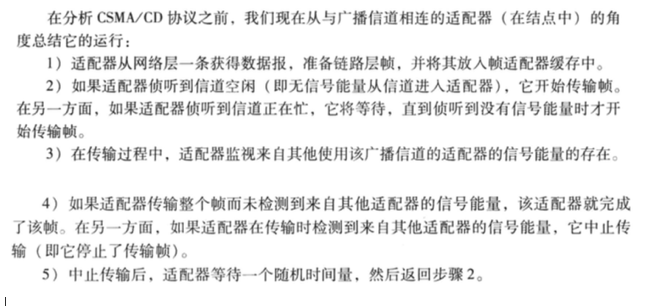 在分析 CSMA/CD 协议之前，我们现在从与广播信道相连的适配器（在结点中）的角
度总结它的运行：
1）适配器从网络层一条获得数据报，准备链路层帧，并将其放入帧适配器缓存中。
2）如果适配器侦听到信道空闲（即无信号能量从信道进入适配器），它开始传输帧。
在另一方面，如果适配器侦听到信道正在忙，它将等待，直到侦听到没有信号能量时才开
始传输帧。
3）在传输过程中，适配器监视来自其他使用该广播信道的适配器的信号能量的存在。
4）如果适配器传输整个帧而未检测到来自其他适配器的信号能量，该适配器就完成
了该帧。在另一方面，如果适配器在传输时检测到来自其他适配器的信号能量，它中止传
输（即它停止了传输帧）。
5）中止传输后，适配器等待一个随机时间量，然后返回步骤2。